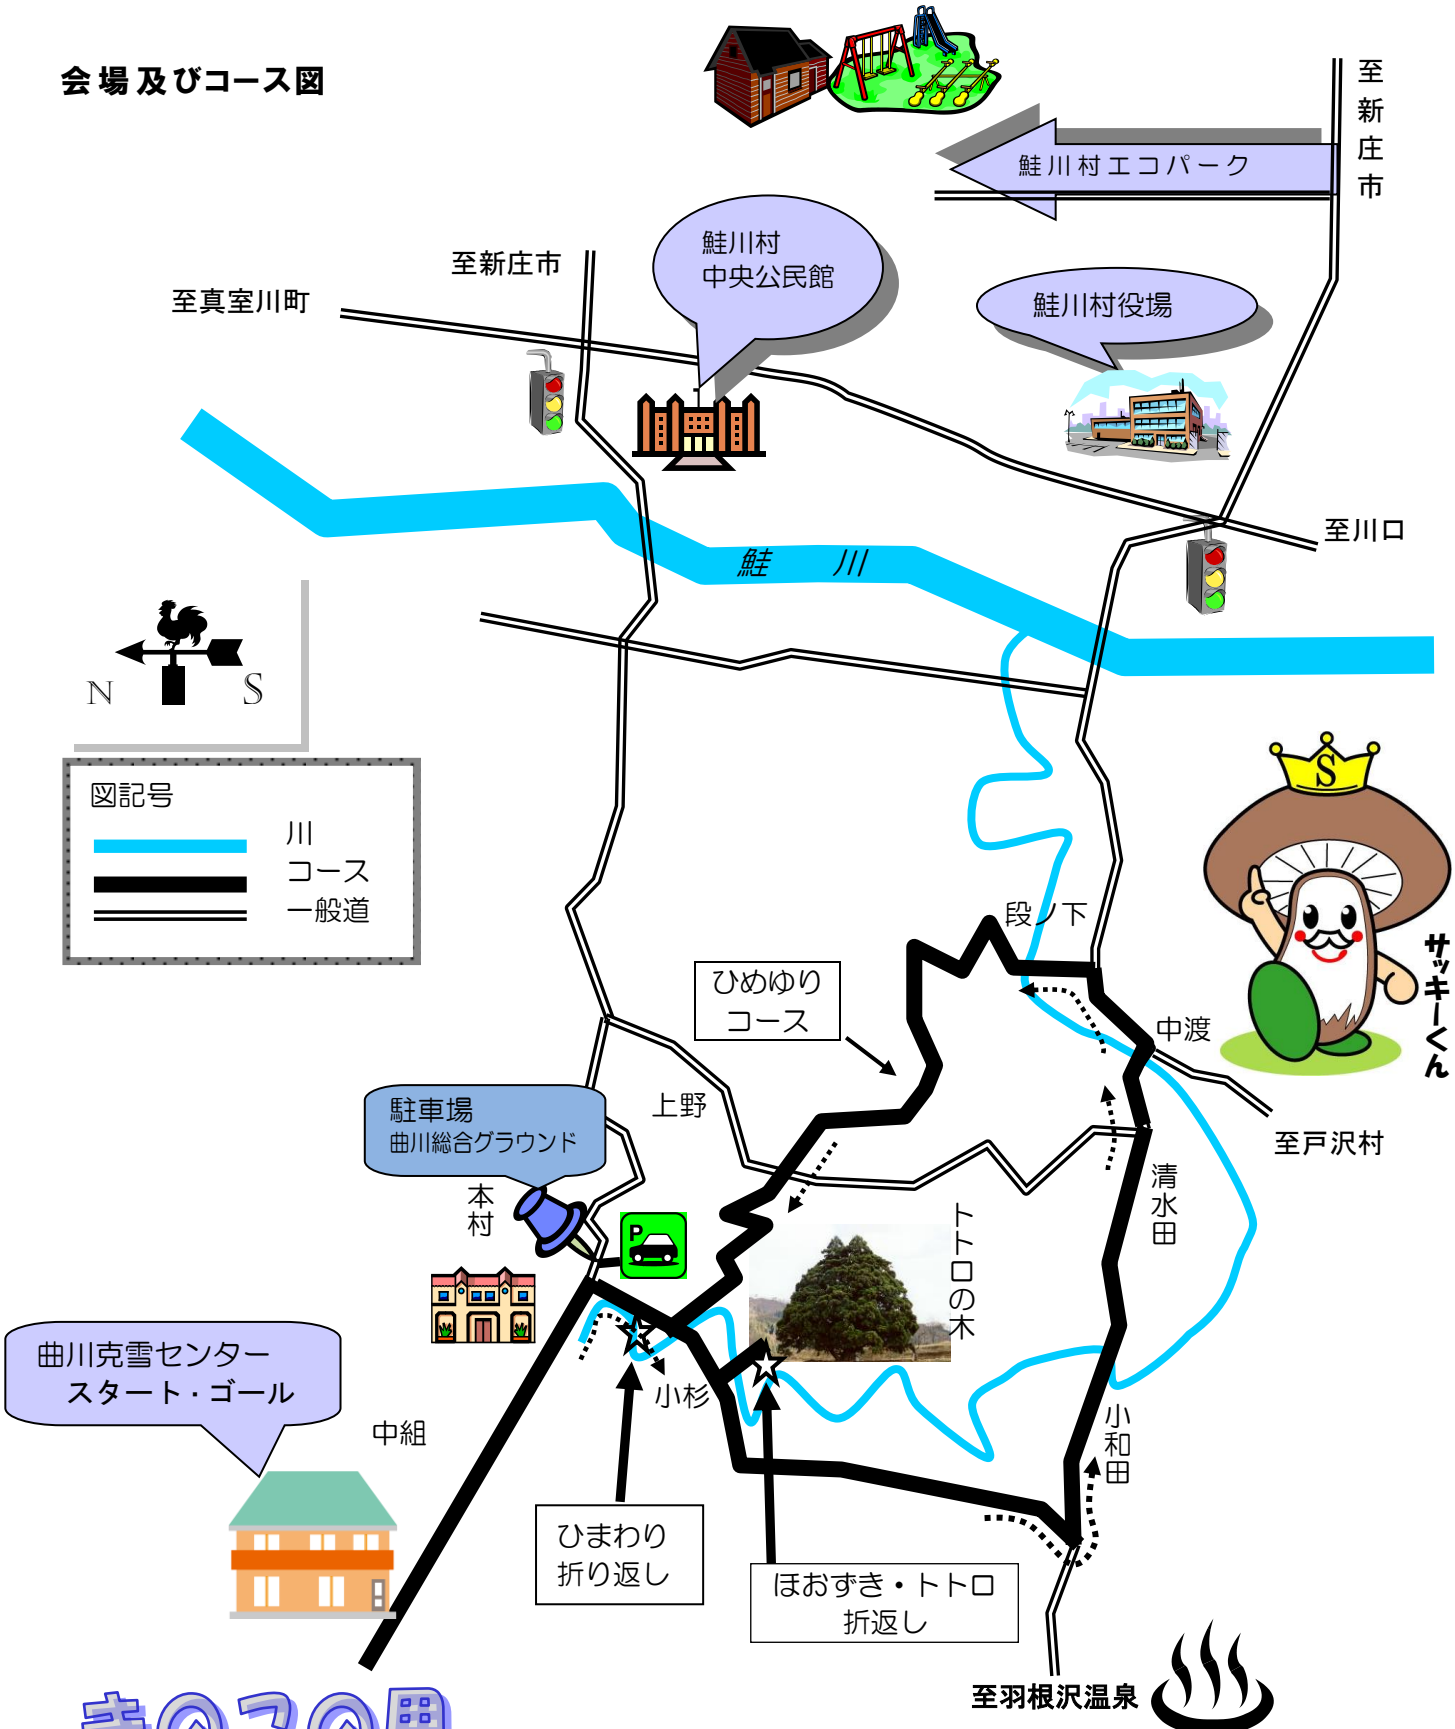 会場及びコース図
至新庄市
鮭川村エコパーク
鮭川村
中央公民館
至新庄市
鮭川村役場
至真室川町
至川口
鮭 川
N S
S
図記号
川
コース
一般道
段ノ下
サッキーくん
ひめゆり
コース
中渡
上野
駐車場
曲川総合グラウンド
至戸沢村
本村
P
清水田
トトロの木
曲川克雪センター
スタート・ゴール
小杉
中組
小和田
ひまわり
折り返し
ほおずき・トトロ
折返し
至羽根沢温泉